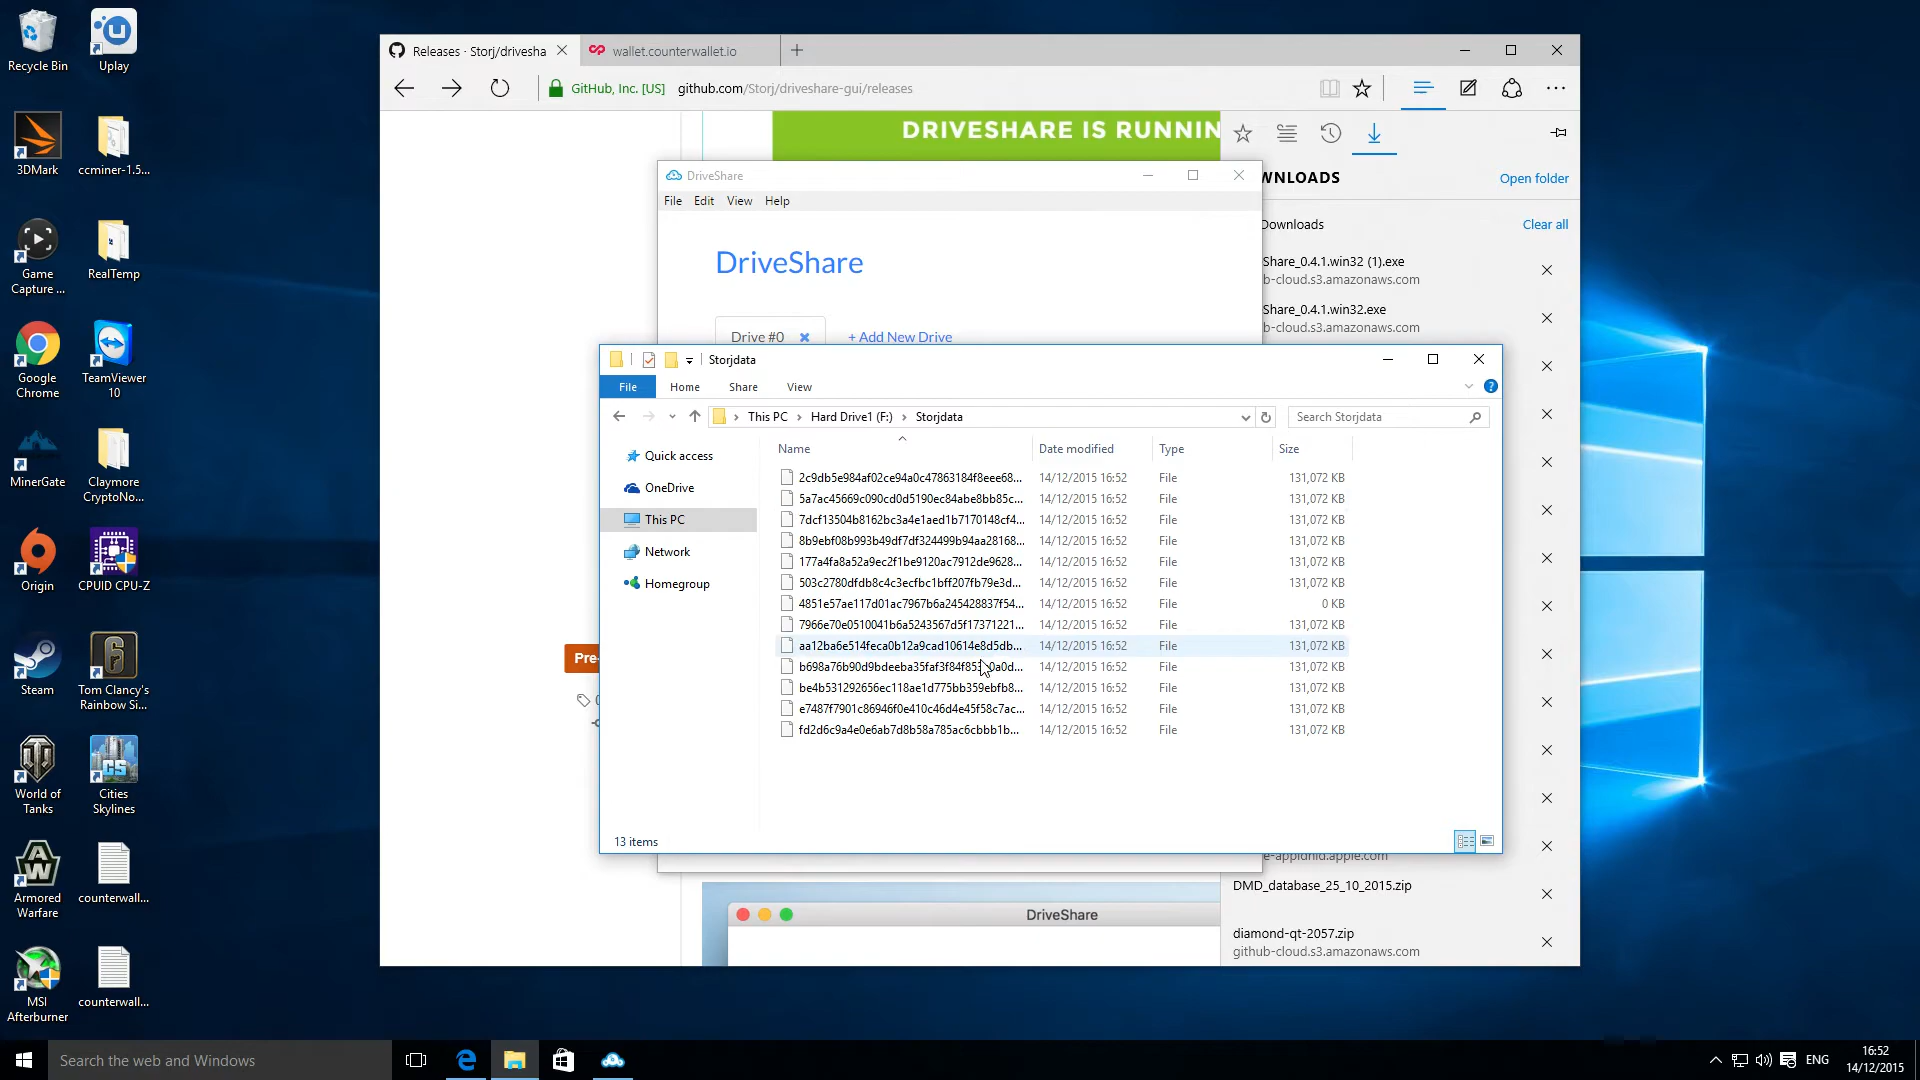 Recycle Bin
Uplay
3DMark
ccminer-1.5...
Game
Capture ...
RealTemp
Google
Chrome
TeamViewer
10
MinerGate
Claymore
CryptoNo...
Origin
CPUID CPU-Z
Steam
Tom Clancy's
Rainbow Si...
World of
Tanks
Cities
Skylines
Armored
Warfare
counterwall...
MSI
Afterburner
counterwall...
Releases · Storj/drivesha
wallet.counterwallet.io
GitHub, Inc. [US] github.com/Storj/driveshare-gui/releases
DRIVESHARE IS RUNNIN
WNLOADS
Open folder
Downloads
Clear all
Share_0.4.1.win32 (1).exe
b-cloud.s3.amazonaws.com
Share_0.4.1.win32.exe
b-cloud.s3.amazonaws.com
DriveShare
File Edit View Help
DriveShare
Drive #0
+ Add New Drive
Storjdata
File Home Share View
This PC Hard Drive1 (F:) Storjdata
Search Storjdata
Quick access
OneDrive
This PC
Network
Homegroup
Name Date modified Type Size
2c9db5e984af02ce94a0c47863184f8eee68... 14/12/2015 16:52 File 131,072 KB
5a7ac45669c090cd0d5190ec84abe8bb85c... 14/12/2015 16:52 File 131,072 KB
7dcf13504b8162bc3a4e1aed1b7170148cf4... 14/12/2015 16:52 File 131,072 KB
8b9ebf08b993b49df7df324499b94aa28168... 14/12/2015 16:52 File 131,072 KB
177a4fa8a52a9ec2f1be9120ac7912de9628... 14/12/2015 16:52 File 131,072 KB
503c2780dfdb8c4c3ecfbc1bff207fb79e3d... 14/12/2015 16:52 File 131,072 KB
4851e57ae117d01ac7967b6a245428837f54... 14/12/2015 16:52 File 0 KB
7966e70e0510041b6a5243567d5f17371221... 14/12/2015 16:52 File 131,072 KB
aa12ba6e514feca0b12a9cad10614e8d5db... 14/12/2015 16:52 File 131,072 KB
14/12/2015 16:52 File 131,072 KB
be4b531292656ec118ae1d775bb359ebfb8... 14/12/2015 16:52 File 131,072 KB
e7487f7901c86946f0e410c46d4e45f58c7ac... 14/12/2015 16:52 File 131,072 KB
fd2d6c9a4e0e6ab7d8b58a785ac6cbbb1b... 14/12/2015 16:52 File 131,072 KB
13 items
Pre-
DriveShare
DMD_database_25_10_2015.zip
diamond-qt-2057.zip
github-cloud.s3.amazonaws.com
Search the web and Windows
ENG
16:52
14/12/2015